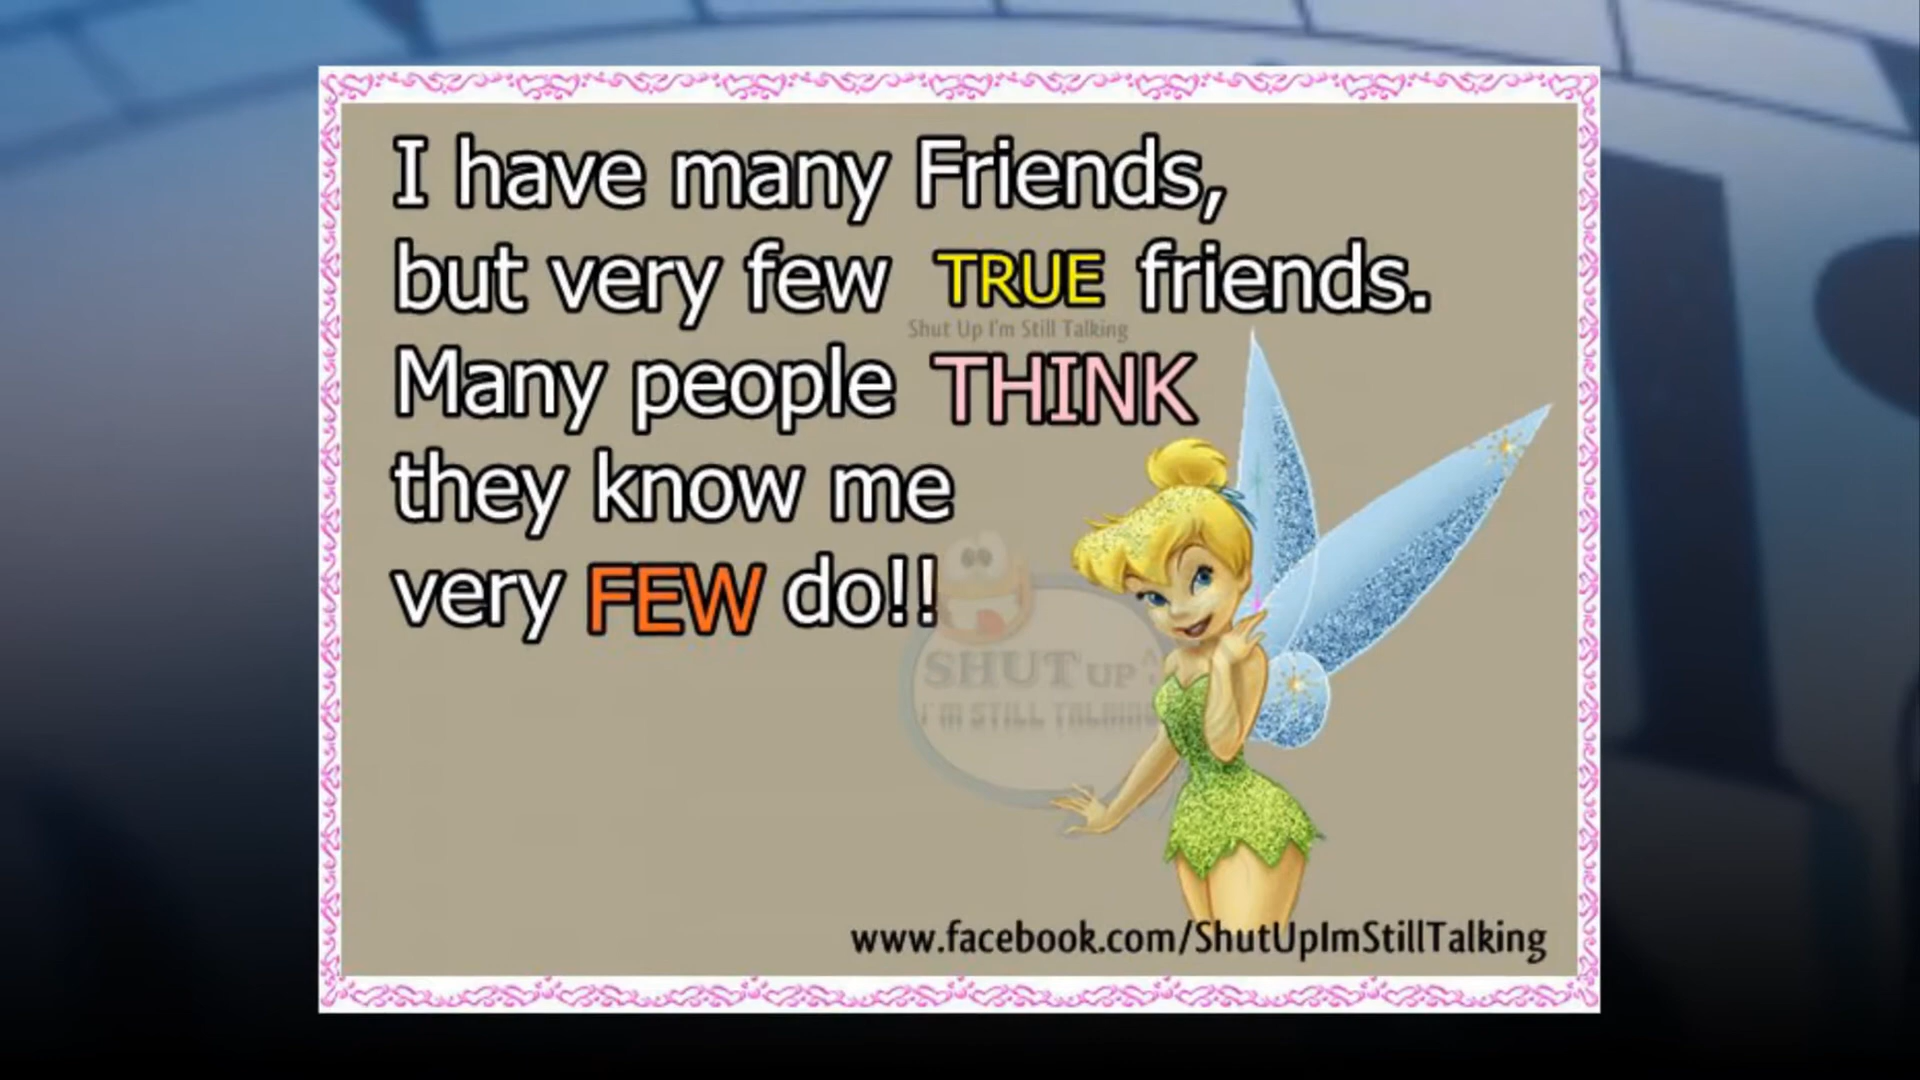 I have many Friends,
but very few TRUE friends.
Shut Up I'm Still Talking
Many people THINK
they know me
very FEW do!!
SHUT UP
I'M STILL TALKING
www.facebook.com/ShutUpImStillTalking